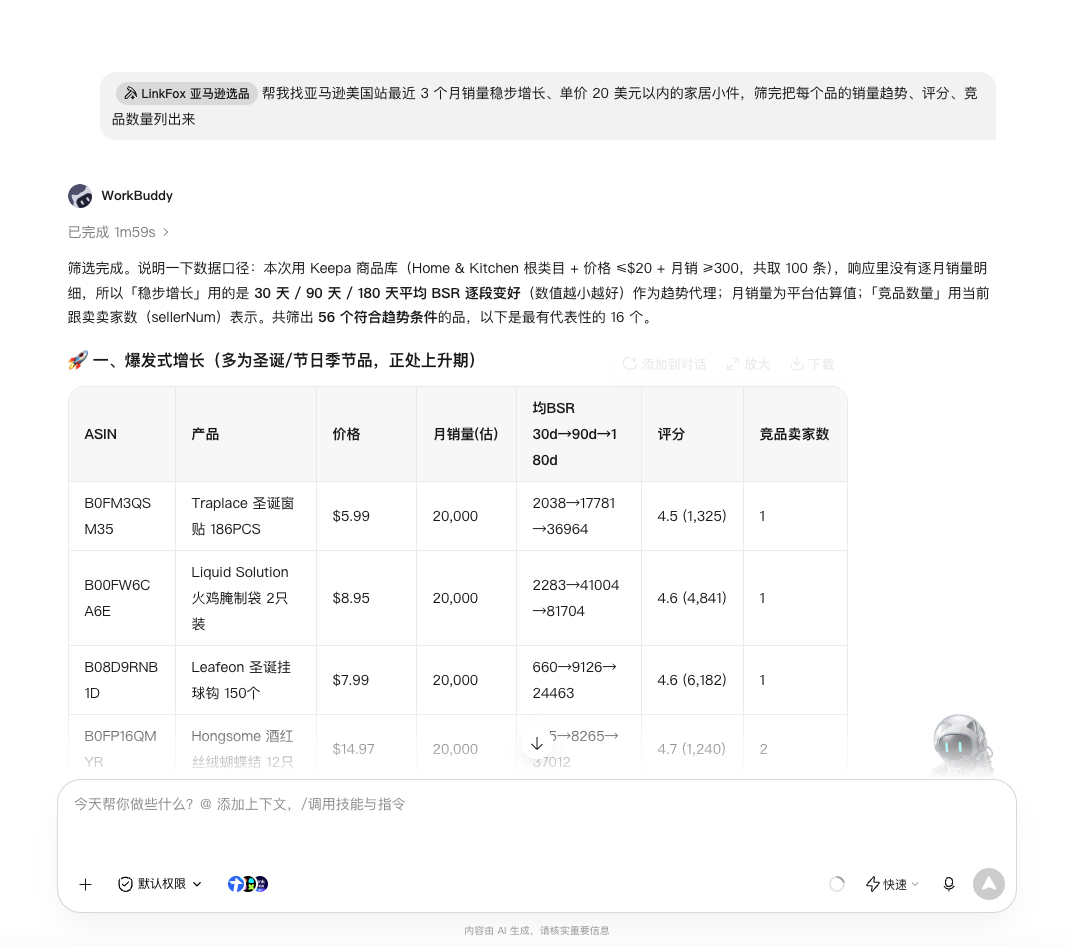 LinkFox 亚马逊选品 帮我找亚马逊美国站最近 3 个月销量稳步增长、单价 20 美元以内的家居小件，筛完把每个品的销量趋势、评分、竞
品数量列出来
WorkBuddy
已完成 1m59s >
筛选完成。说明一下数据口径：本次用 Keepa 商品库（Home & Kitchen 根类目 + 价格 ≤$20 + 月销 ≥300，共取 100 条），响应里没有逐月销量明
细，所以「稳步增长」用的是 30 天 / 90 天 / 180 天平均 BSR 逐段变好（数值越小越好）作为趋势代理；月销量为平台估算值；「竞品数量」用当前
跟卖卖家数（sellerNum）表示。共筛出 56 个符合趋势条件的品，以下是最有代表性的 16 个。
🚀 一、爆发式增长（多为圣诞/节日季节品，正处上升期）
添加到对话 放大 下载
ASIN 产品 价格 月销量(估) 均BSR 30d→90d→180d 评分 竞品卖家数
B0FM3QSM35 Traplace 圣诞窗贴 186PCS $5.99 20,000 2038→17781→36964 4.5 (1,325) 1
B00FW6CA6E Liquid Solution 火鸡腌制袋 2只装 $8.95 20,000 2283→41004→81704 4.6 (4,841) 1
B08D9RNB1D Leafeon 圣诞挂球钩 150个 $7.99 20,000 660→9126→24463 4.6 (6,182) 1
B0FP16QMYR Hongsome 酒红丝绒蝴蝶结 12只 $14.97 20,000 5→8265→37012 4.7 (1,240) 2
今天帮你做些什么？@ 添加上下文，/调用技能与指令
默认权限
快速
内容由 AI 生成，请核实重要信息